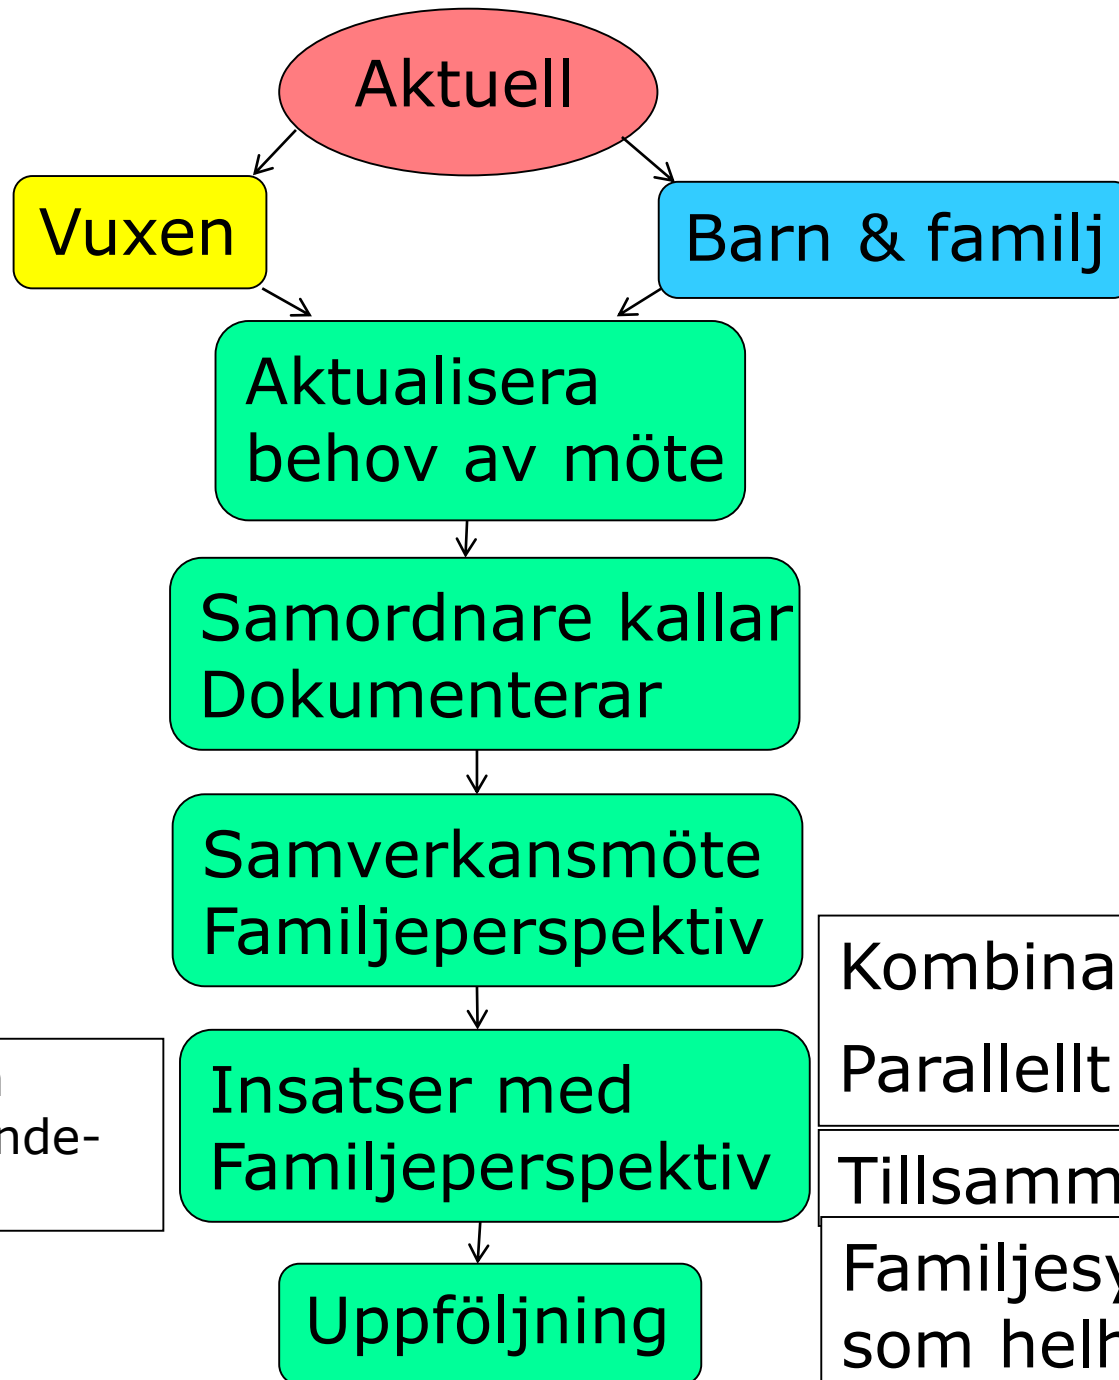 Aktuell
Vuxen
Barn & familj
Aktualisera
behov av möte
Samordnare kallar
Dokumenterar
Samverkansmöte
Familjeperspektiv
Insatser med
Familjeperspektiv
Uppföljning
nde-
Kombina
Parallellt
Tillsamm
Familjesy
som helh